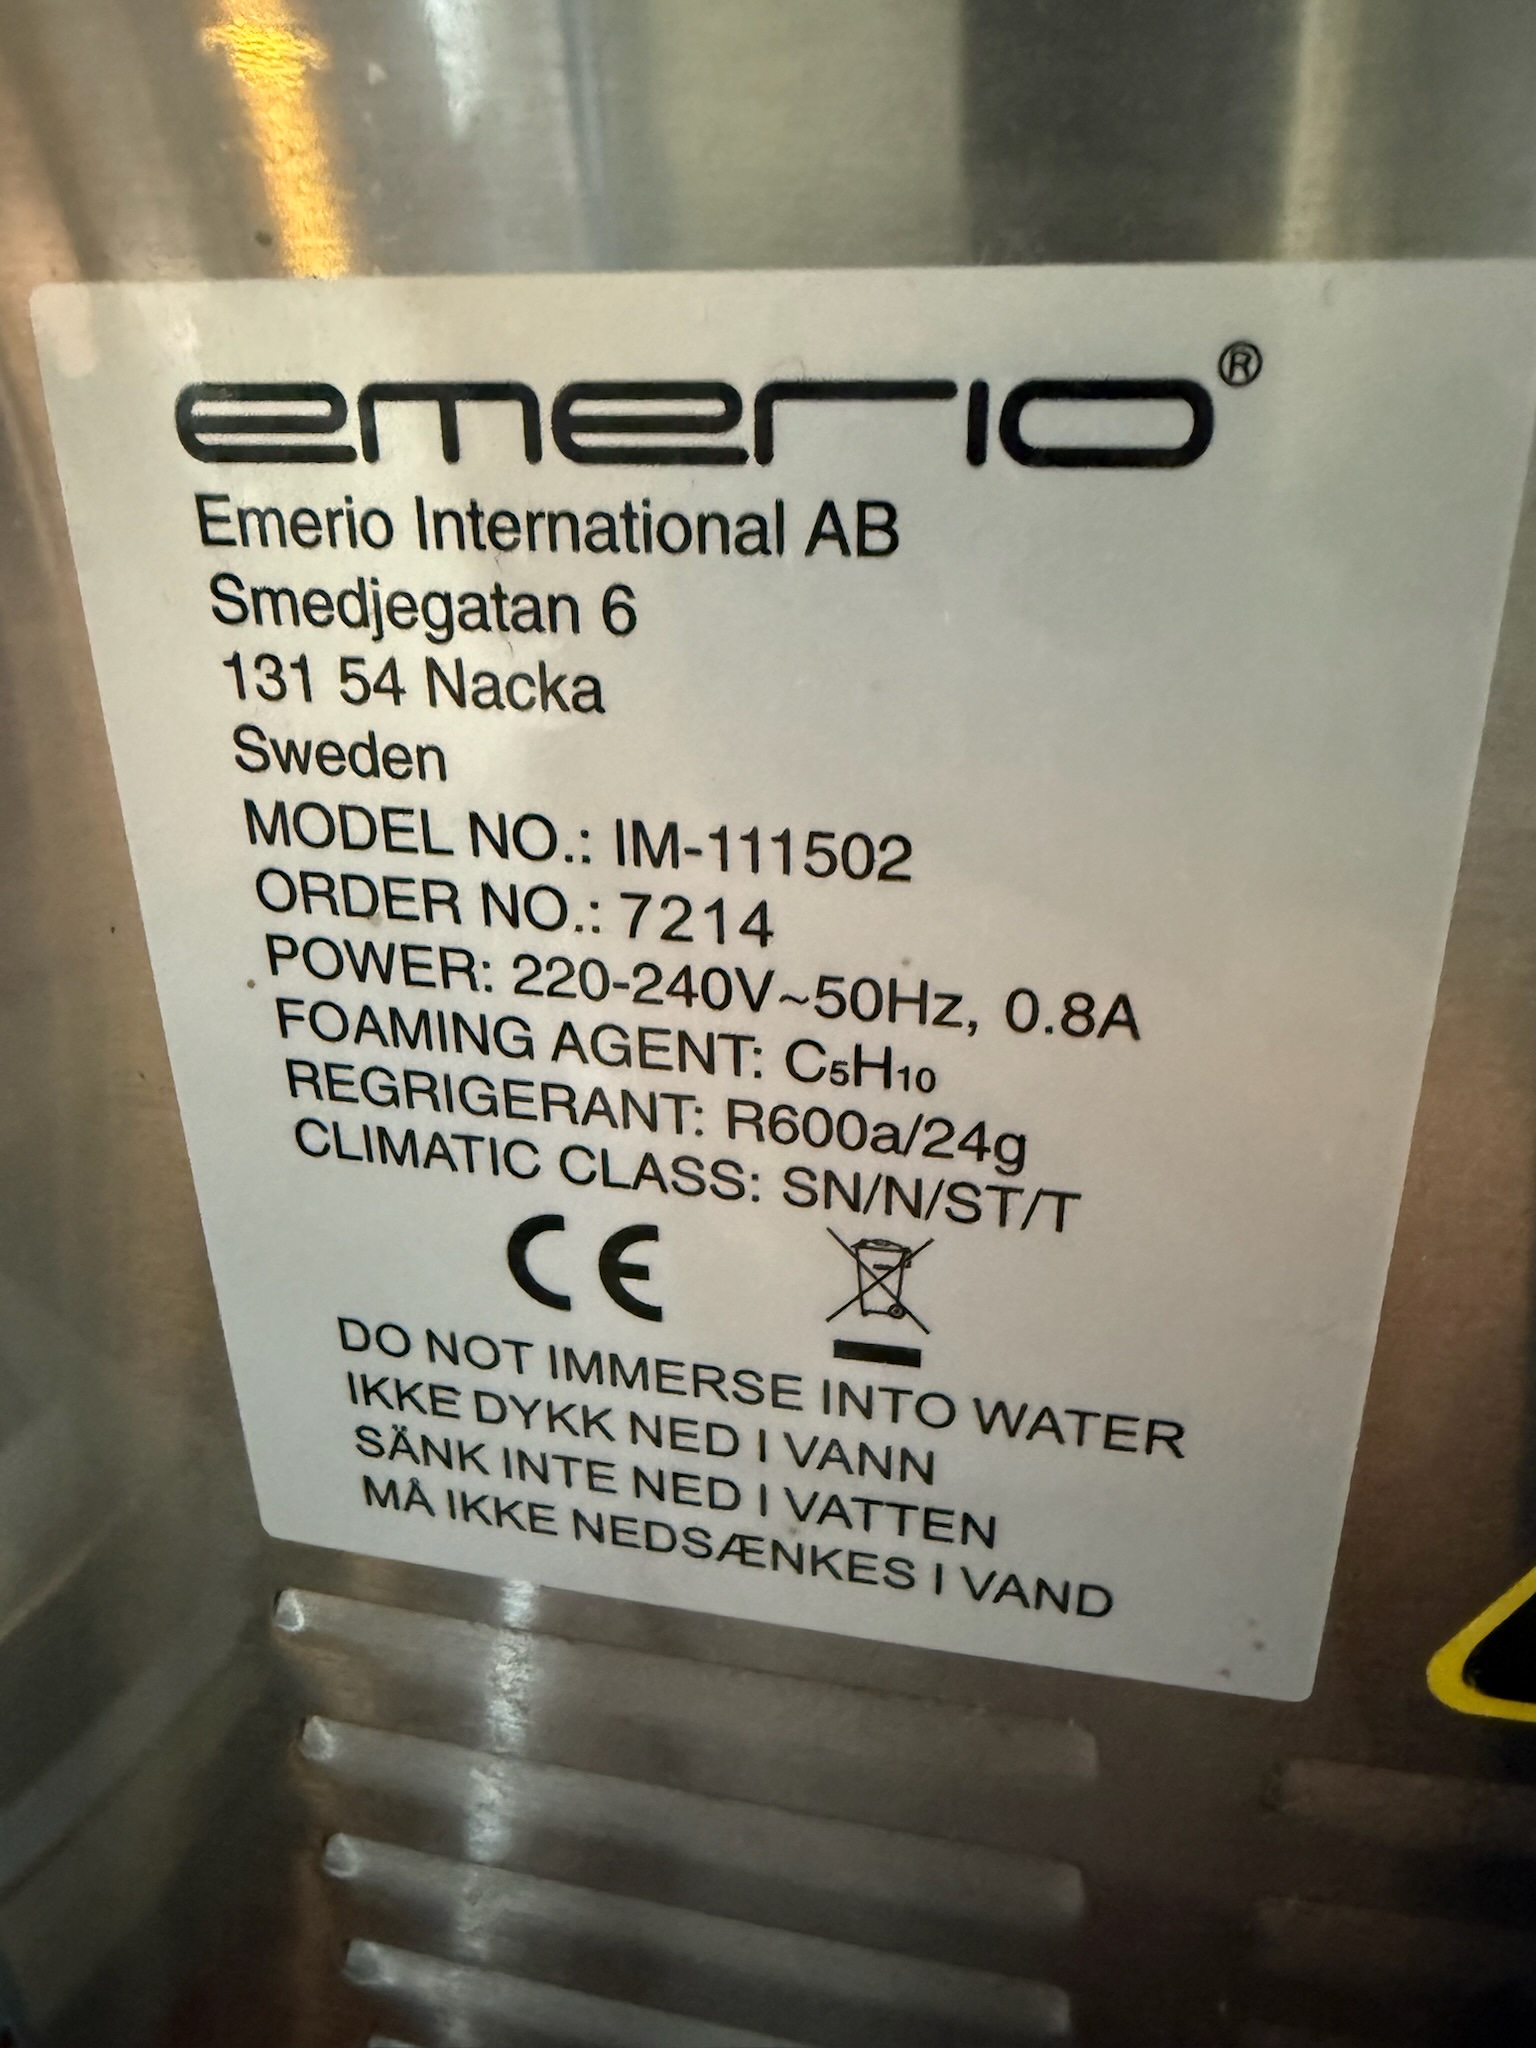 emerio®
Emerio International AB
Smedjegatan 6
131 54 Nacka
Sweden
MODEL NO.: IM-111502
ORDER NO.: 7214
POWER: 220-240V~50Hz, 0.8A
FOAMING AGENT: C₅H₁₀
REGRIGERANT: R600a/24g
CLIMATIC CLASS: SN/N/ST/T
CE
DO NOT IMMERSE INTO WATER
IKKE DYKK NED I VANN
SÄNK INTE NED I VATTEN
MÅ IKKE NEDSÆNKES I VAND